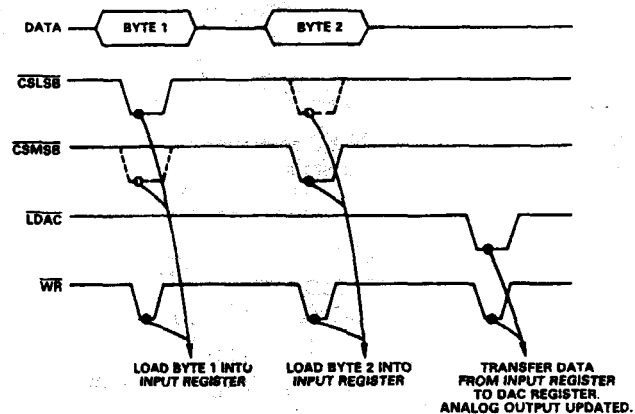 DATA
BYTE 1
BYTE 2
CSLSB
CSMSB
LDAC
WR
LOAD BYTE 1 INTO
INPUT REGISTER
LOAD BYTE 2 INTO
INPUT REGISTER
TRANSFER DATA
FROM INPUT REGISTER
TO DAC REGISTER.
ANALOG OUTPUT UPDATED.